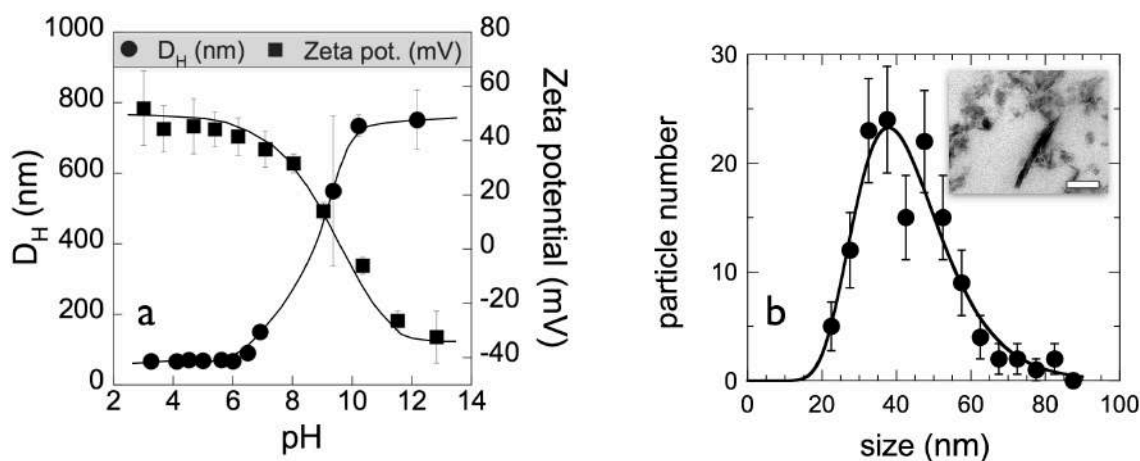 D_H (nm) Zeta pot. (mV)
1000
800
600
400
200
0
D_H (nm)
2 4 6 8 10 12 14
pH
80
60
40
20
0
-20
-40
Zeta potential (mV)
a
30
20
10
0
particle number
0 20 40 60 80 100
size (nm)
b